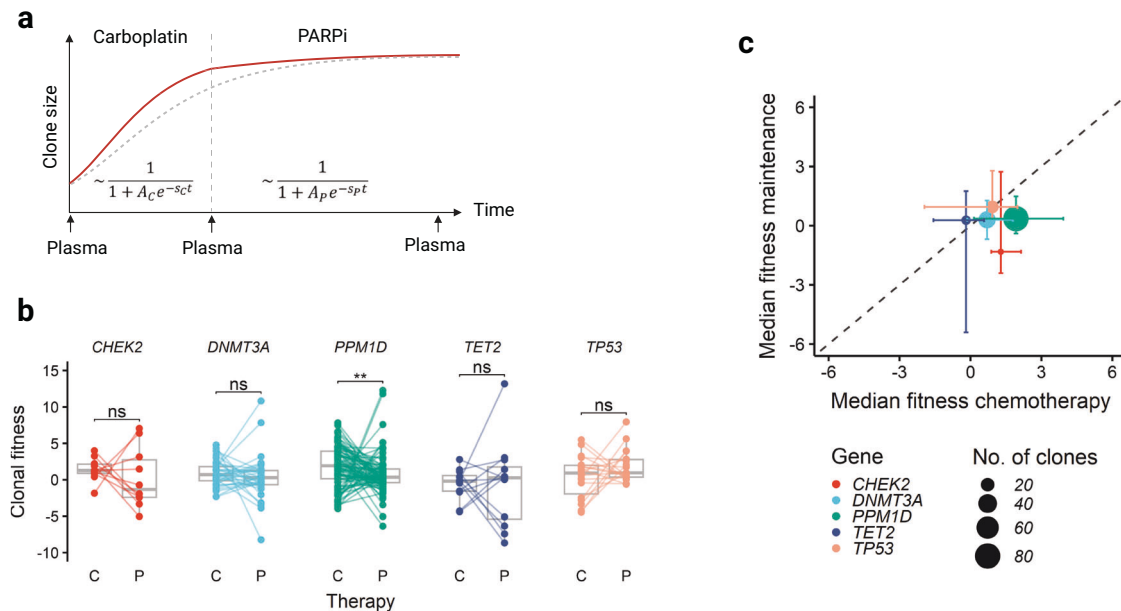 a
Carboplatin
PARPi
Clone size
~ 1 / (1 + A_C e^{-s_C t})
~ 1 / (1 + A_P e^{-s_P t})
Time
Plasma
Plasma
Plasma
b
CHEK2
DNMT3A
PPM1D
TET2
TP53
ns
ns
**
ns
ns
Clonal fitness
15
10
5
0
-5
-10
C P C P C P C P C P
Therapy
c
Median fitness maintenance
6
3
0
-3
-6
-6 -3 0 3 6
Median fitness chemotherapy
Gene
CHEK2
DNMT3A
PPM1D
TET2
TP53
No. of clones
20
40
60
80